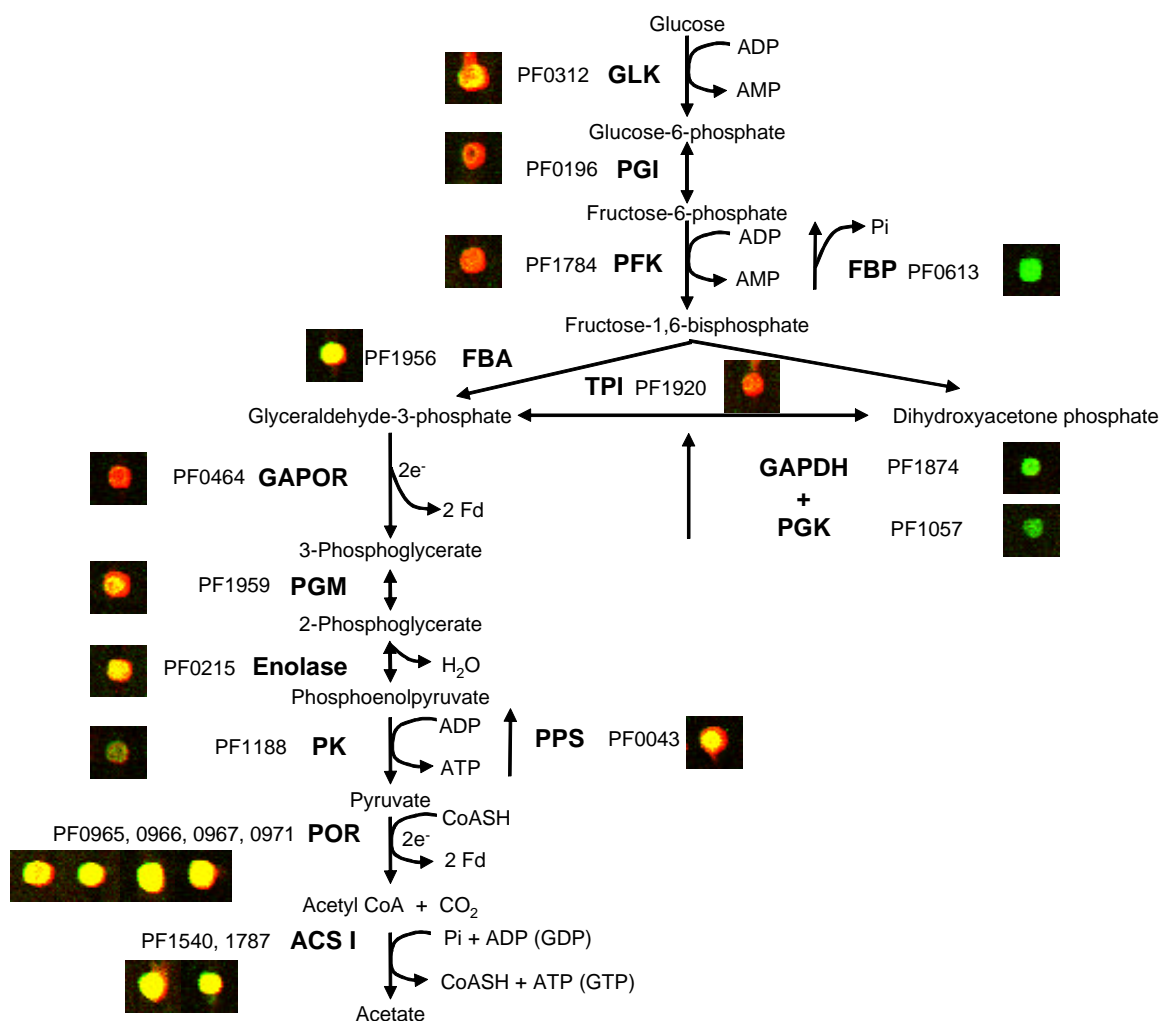 Glucose
ADP
PF0312 GLK
AMP
Glucose-6-phosphate
PF0196 PGI
Fructose-6-phosphate
ADP
Pi
PF1784 PFK
FBP PF0613
AMP
Fructose-1,6-bisphosphate
PF1956 FBA
TPI PF1920
Glyceraldehyde-3-phosphate
Dihydroxyacetone phosphate
PF0464 GAPOR
2e-
2 Fd
GAPDH PF1874
+
PGK PF1057
3-Phosphoglycerate
PF1959 PGM
2-Phosphoglycerate
PF0215 Enolase
H2O
Phosphoenolpyruvate
ADP
PF1188 PK
PPS PF0043
ATP
Pyruvate
CoASH
PF0965, 0966, 0967, 0971 POR
2e-
2 Fd
Acetyl CoA + CO2
PF1540, 1787 ACS I
Pi + ADP (GDP)
CoASH + ATP (GTP)
Acetate